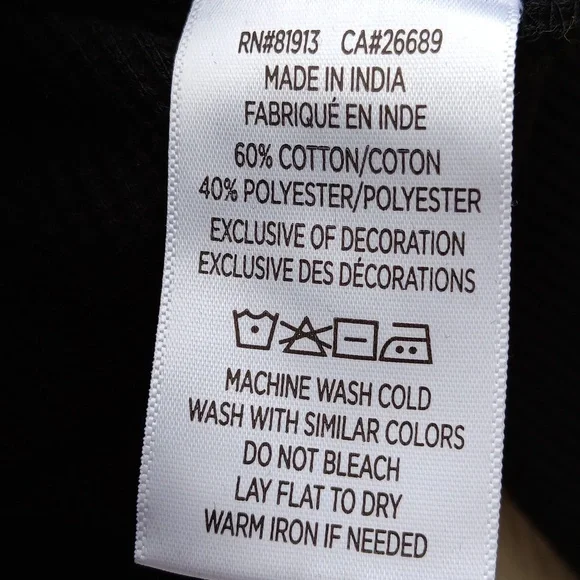 RN#81913 CA#26689
MADE IN INDIA
FABRIQUÉ EN INDE
60% COTTON/COTON
40% POLYESTER/POLYESTER
EXCLUSIVE OF DECORATION
EXCLUSIVE DES DÉCORATIONS
MACHINE WASH COLD
WASH WITH SIMILAR COLORS
DO NOT BLEACH
LAY FLAT TO DRY
WARM IRON IF NEEDED